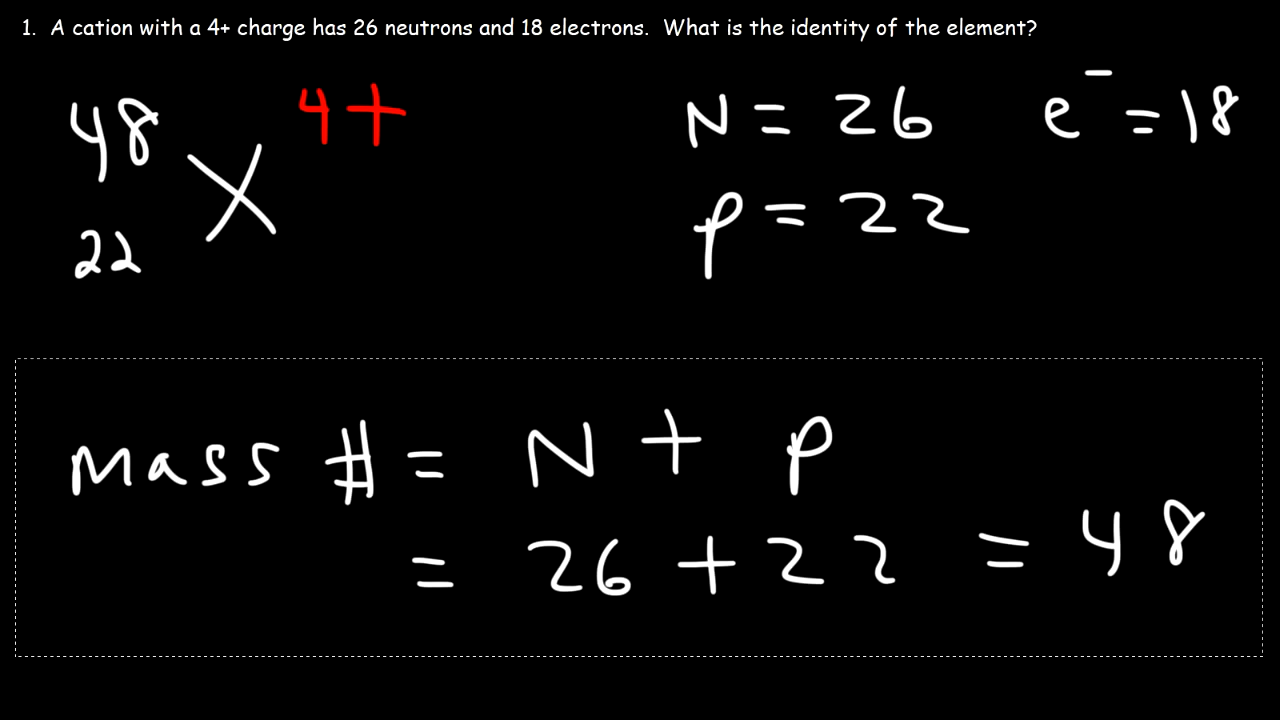 1. A cation with a 4+ charge has 26 neutrons and 18 electrons. What is the identity of the element?
48 4+
X
22
N = 26 e⁻ = 18
p = 22
Mass # = N + p
= 26 + 22 = 48